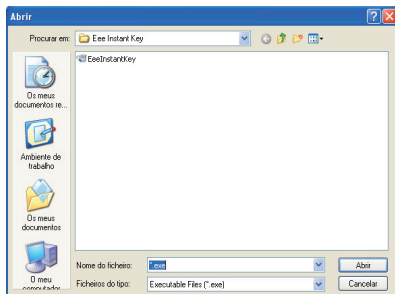 Abrir
Procurar em:
Eee Instant Key
EeeInstantKey
Os meus
documentos re...
Ambiente de
trabalho
Os meus
documentos
O meu
computador
Nome do ficheiro:
*.exe
Abrir
Ficheiros do tipo:
Executable Files (*.exe)
Cancelar